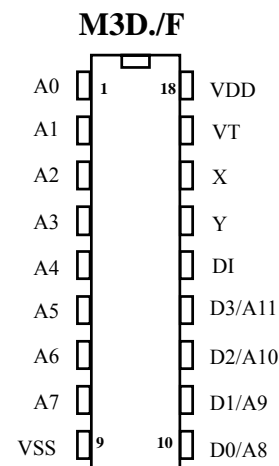 M3D./F
A0 1 18 VDD
A1 VT
A2 X
A3 Y
A4 DI
A5 D3/A11
A6 D2/A10
A7 D1/A9
VSS 9 10 D0/A8